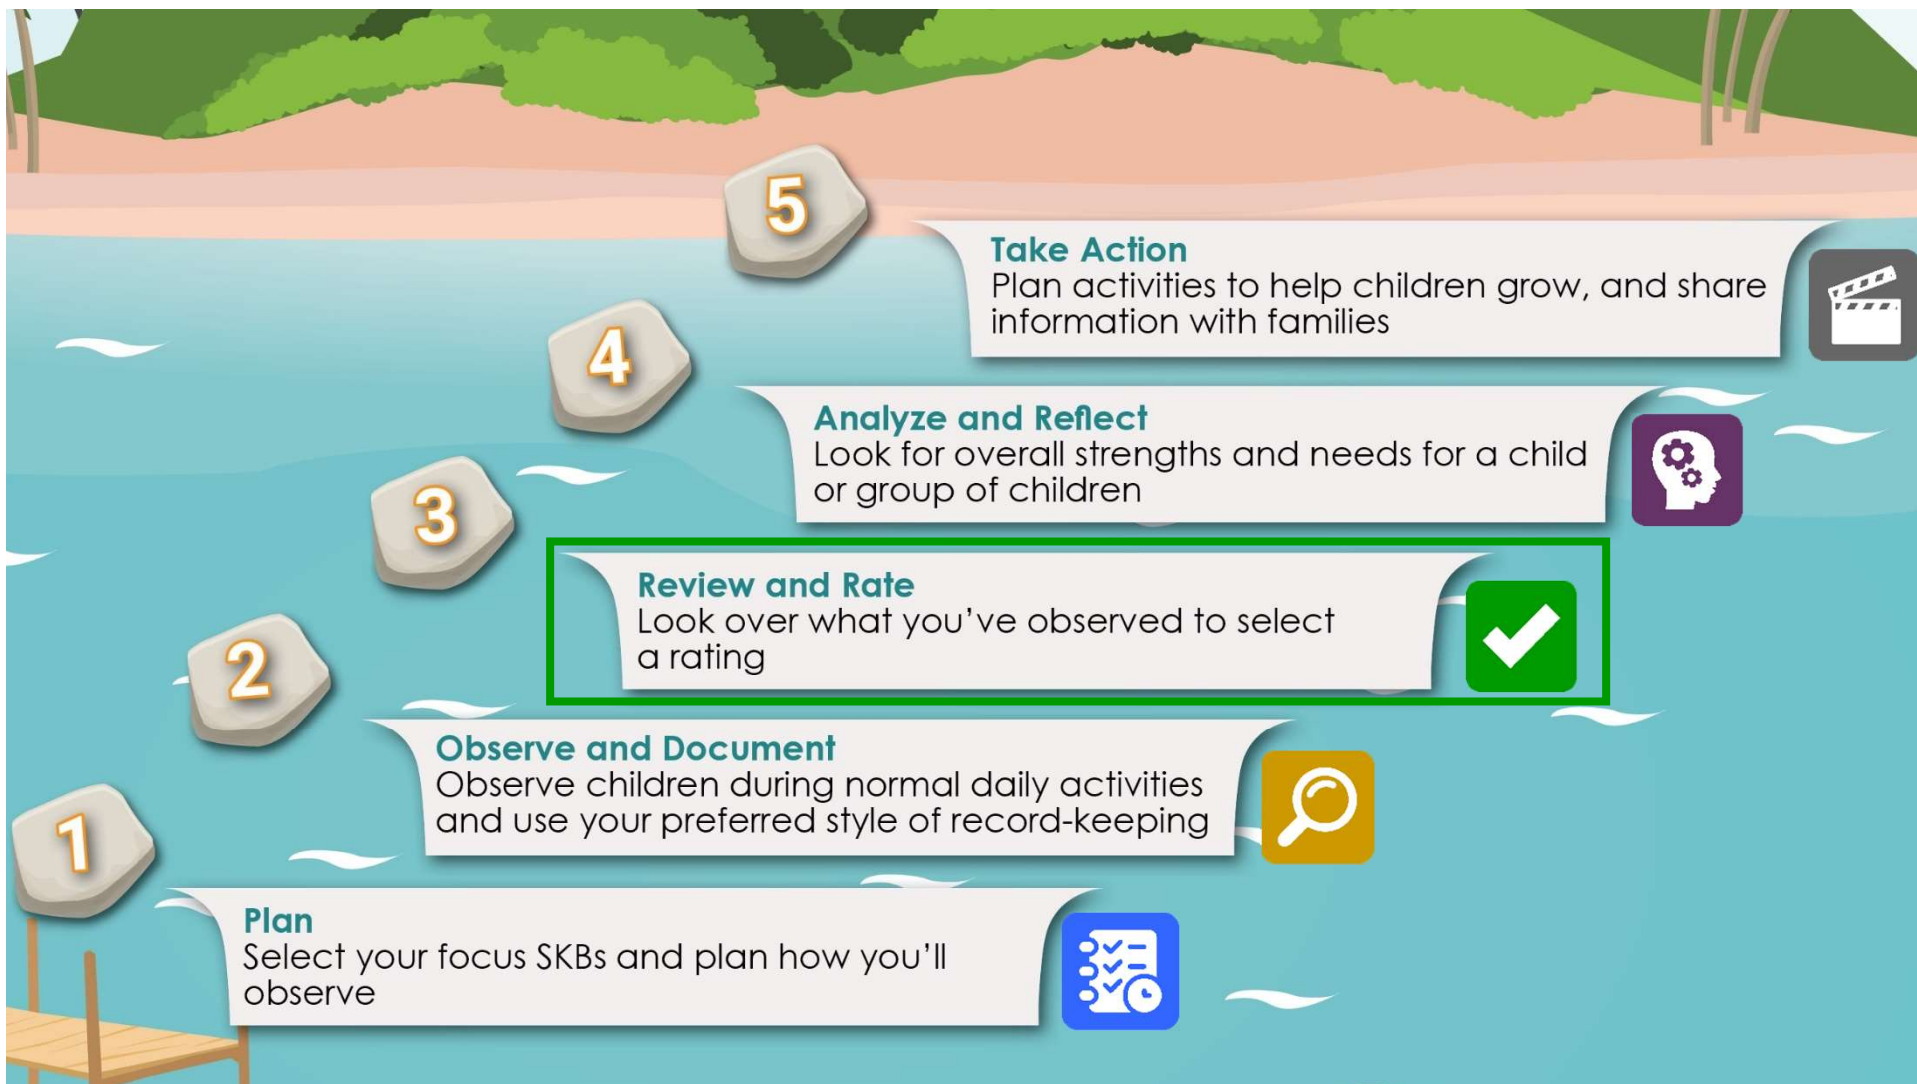 5
Take Action
Plan activities to help children grow, and share
information with families
4
Analyze and Reflect
Look for overall strengths and needs for a child
or group of children
3
Review and Rate
Look over what you've observed to select
a rating
2
Observe and Document
Observe children during normal daily activities
and use your preferred style of record-keeping
1
Plan
Select your focus SKBs and plan how you'll
observe